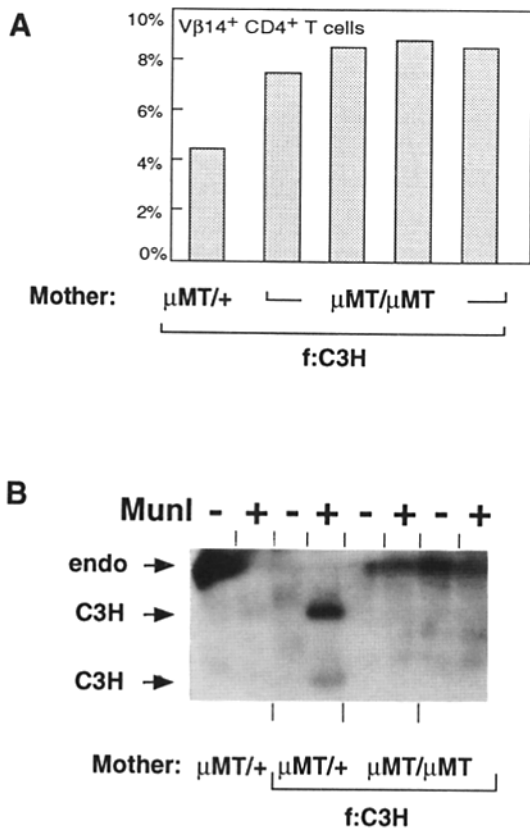 A
Vβ14+ CD4+ T cells
10%
8%
6%
4%
2%
0%
Mother: μMT/+ μMT/μMT
f:C3H
B
MunI - + - + - + - +
endo
C3H
C3H
Mother: μMT/+ μMT/+ μMT/μMT
f:C3H